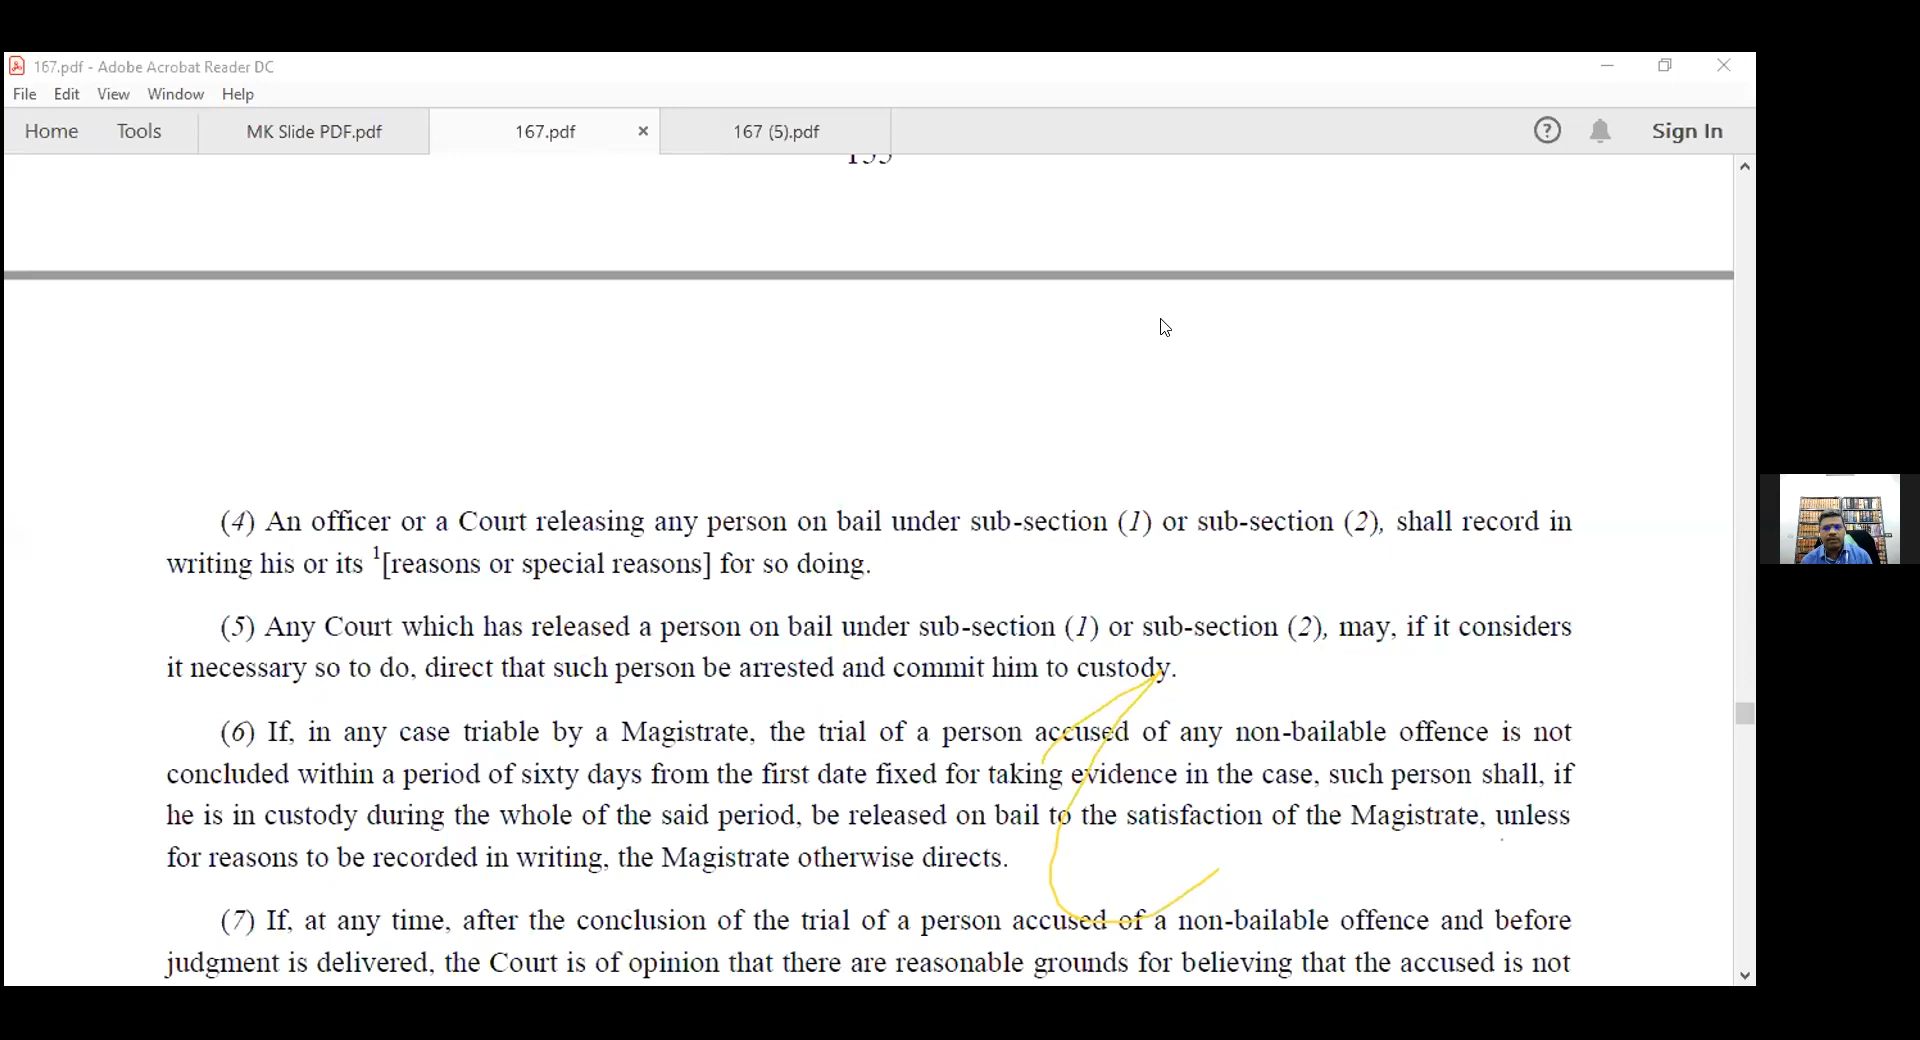 167.pdf - Adobe Acrobat Reader DC
File Edit View Window Help
Home Tools MK Slide PDF.pdf 167.pdf × 167 (5).pdf ? Sign In
(4) An officer or a Court releasing any person on bail under sub-section (1) or sub-section (2), shall record in
writing his or its 1[reasons or special reasons] for so doing.
(5) Any Court which has released a person on bail under sub-section (1) or sub-section (2), may, if it considers
it necessary so to do, direct that such person be arrested and commit him to custody.
(6) If, in any case triable by a Magistrate, the trial of a person accused of any non-bailable offence is not
concluded within a period of sixty days from the first date fixed for taking evidence in the case, such person shall, if
he is in custody during the whole of the said period, be released on bail to the satisfaction of the Magistrate, unless
for reasons to be recorded in writing, the Magistrate otherwise directs.
(7) If, at any time, after the conclusion of the trial of a person accused of a non-bailable offence and before
judgment is delivered, the Court is of opinion that there are reasonable grounds for believing that the accused is not